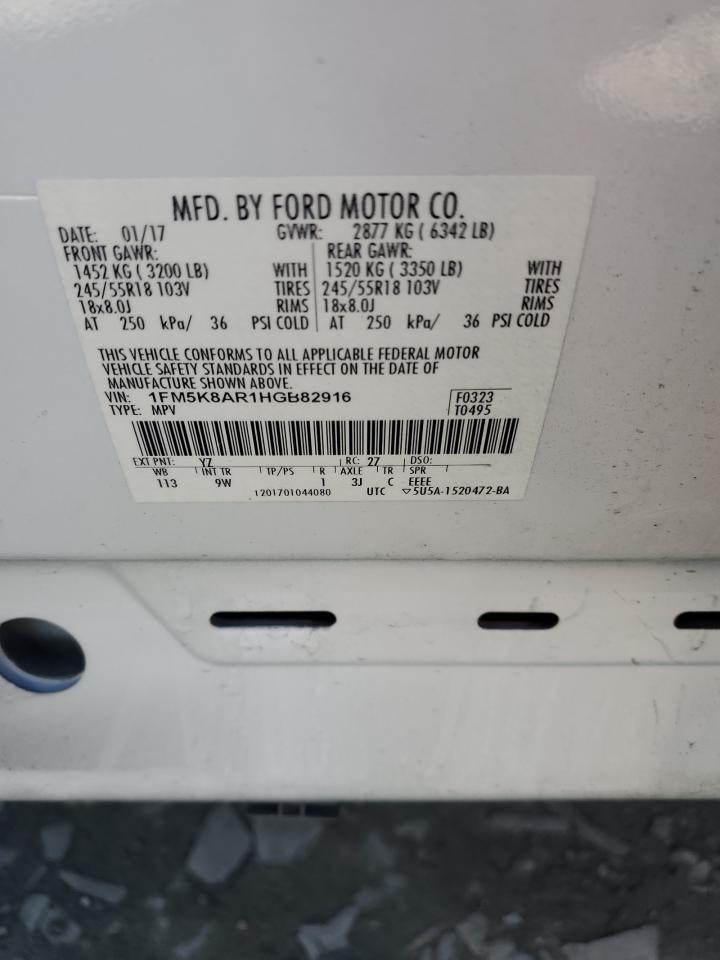 MFD. BY FORD MOTOR CO.
DATE: 01/17 GVWR: 2877 KG ( 6342 LB)
FRONT GAWR: REAR GAWR:
1452 KG ( 3200 LB) WITH 1520 KG ( 3350 LB) WITH
245/55R18 103V TIRES 245/55R18 103V TIRES
18x8.0J RIMS 18x8.0J RIMS
AT 250 kPa/ 36 PSI COLD AT 250 kPa/ 36 PSI COLD
THIS VEHICLE CONFORMS TO ALL APPLICABLE FEDERAL MOTOR
VEHICLE SAFETY STANDARDS IN EFFECT ON THE DATE OF
MANUFACTURE SHOWN ABOVE.
VIN: 1FM5K8AR1HGB82916 F0323
TYPE: MPV T0495
EXT PNT: YZ RC: 27 DSO:
WB INT TR TP/PS R AXLE TR SPR
113 9W 1 3J C EEEE
1201701044080 UTC ▽5U5A-1520472-BA